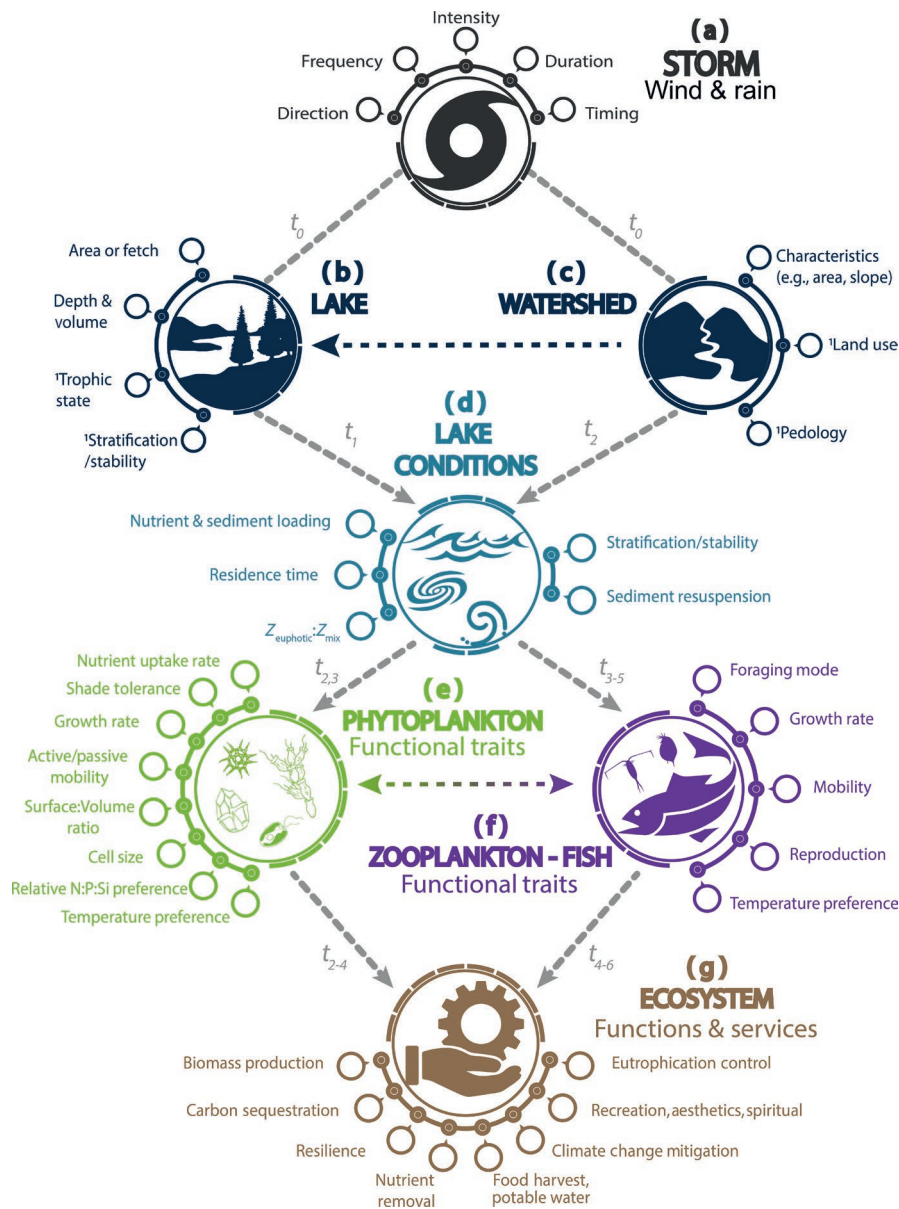 Intensity
Frequency
Duration
Direction
Timing
(a)
STORM
Wind & rain
t0
t0
Area or fetch
Depth &
volume
¹Trophic
state
¹Stratification
/stability
(b)
LAKE
(c)
WATERSHED
Characteristics
(e.g., area, slope)
¹Land use
¹Pedology
t1
t2
(d)
LAKE
CONDITIONS
Nutrient & sediment loading
Residence time
Zeuphotic:Zmix
Stratification/stability
Sediment resuspension
t2,3
t3-5
Nutrient uptake rate
Shade tolerance
Growth rate
Active/passive
mobility
Surface:Volume
ratio
Cell size
Relative N:P:Si preference
Temperature preference
(e)
PHYTOPLANKTON
Functional traits
(f)
ZOOPLANKTON - FISH
Functional traits
Foraging mode
Growth rate
Mobility
Reproduction
Temperature preference
t2-4
t4-6
(g)
ECOSYSTEM
Functions & services
Biomass production
Carbon sequestration
Resilience
Nutrient
removal
Food harvest,
potable water
Climate change mitigation
Recreation, aesthetics, spiritual
Eutrophication control